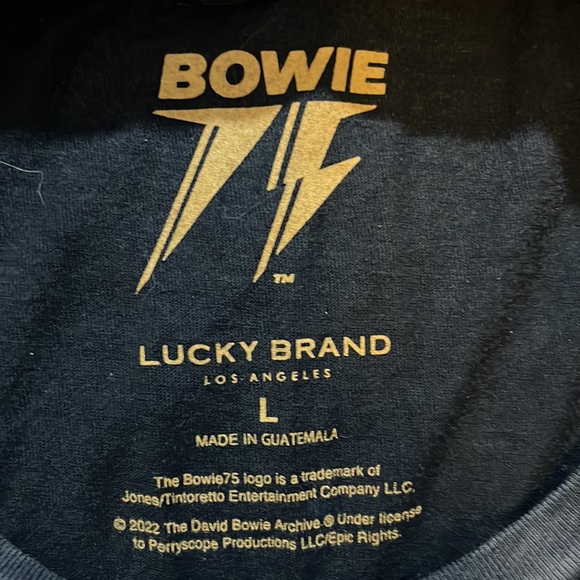 BOWIE
75
TM
LUCKY BRAND
LOS·ANGELES
L
MADE IN GUATEMALA
The Bowie75 logo is a trademark of
Jones/Tintoretto Entertainment Company LLC.
© 2022 The David Bowie Archive ® Under license
to Perryscope Productions LLC/Epic Rights.